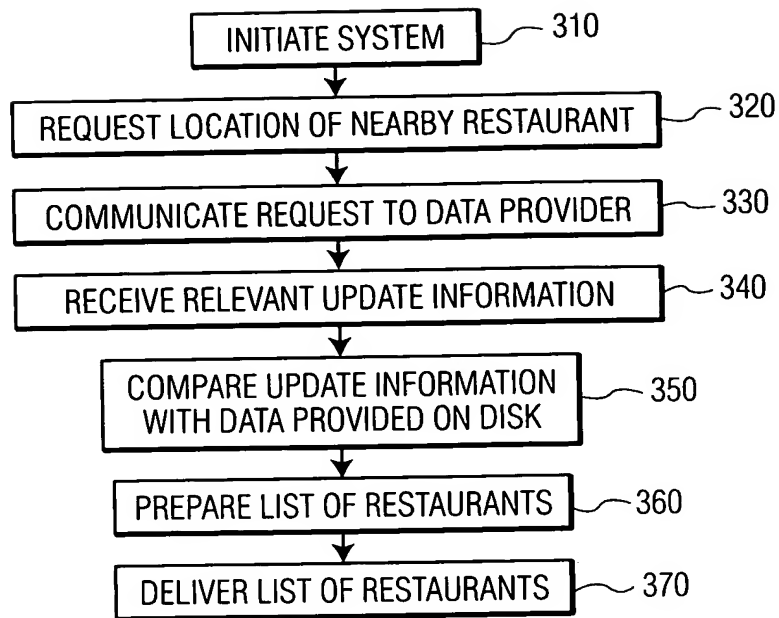 INITIATE SYSTEM 310
REQUEST LOCATION OF NEARBY RESTAURANT 320
COMMUNICATE REQUEST TO DATA PROVIDER 330
RECEIVE RELEVANT UPDATE INFORMATION 340
COMPARE UPDATE INFORMATION
WITH DATA PROVIDED ON DISK 350
PREPARE LIST OF RESTAURANTS 360
DELIVER LIST OF RESTAURANTS 370